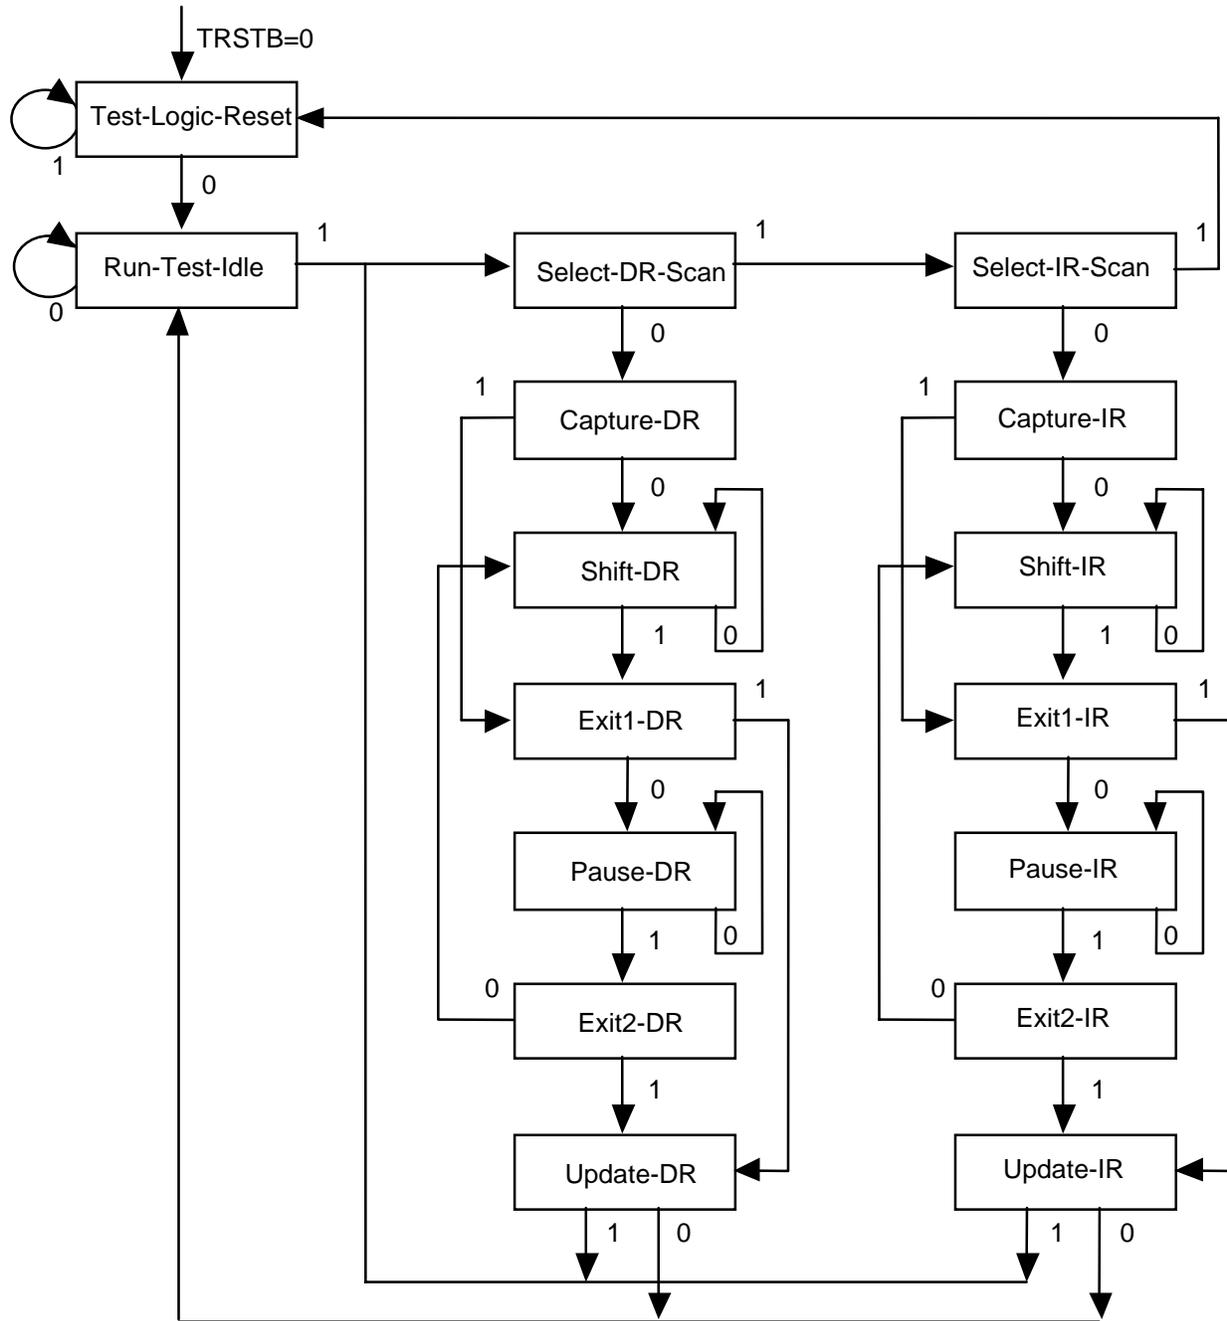 TRSTB=0
Test-Logic-Reset
1
0
1
1
1
Run-Test-Idle
Select-DR-Scan
Select-IR-Scan
0
0
0
1
1
Capture-DR
Capture-IR
0
0
Shift-DR
Shift-IR
1
0
1
0
1
1
Exit1-DR
Exit1-IR
0
0
Pause-DR
Pause-IR
1
0
1
0
0
0
Exit2-DR
Exit2-IR
1
1
Update-DR
Update-IR
1
0
1
0